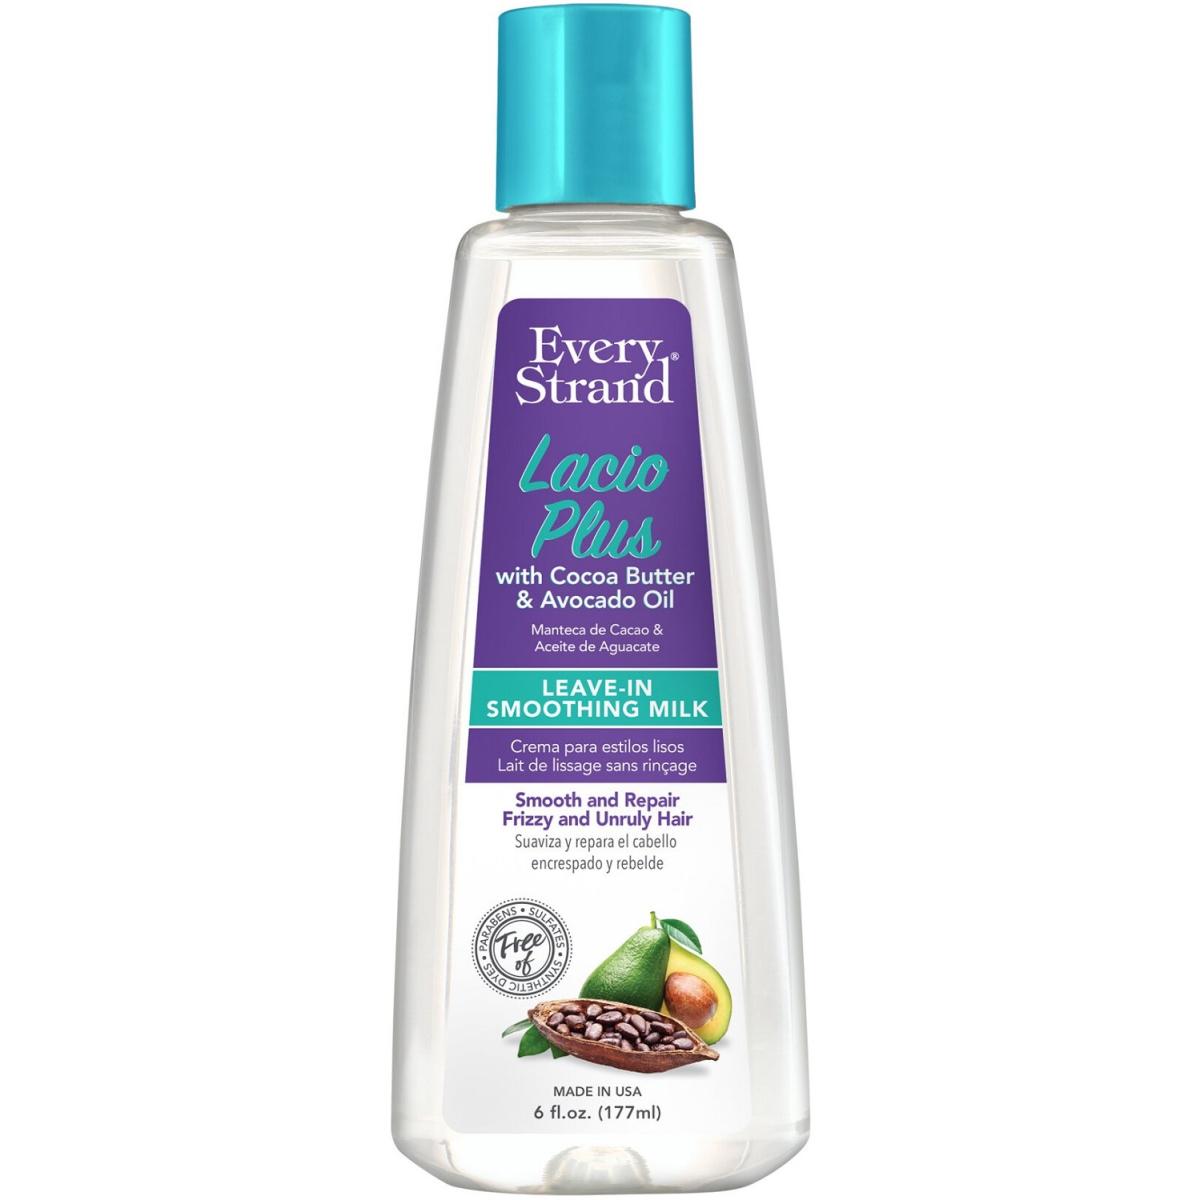 Every
Strand®
Lacio
Plus
with Cocoa Butter
& Avocado Oil
Manteca de Cacao &
Aceite de Aguacate
LEAVE-IN
SMOOTHING MILK
Crema para estilos lisos
Lait de lissage sans rinçage
Smooth and Repair
Frizzy and Unruly Hair
Suaviza y repara el cabello
encrespado y rebelde
PARABENS • SULFATES • SYNTHETIC DYES •
Free
of
MADE IN USA
6 fl.oz. (177ml)